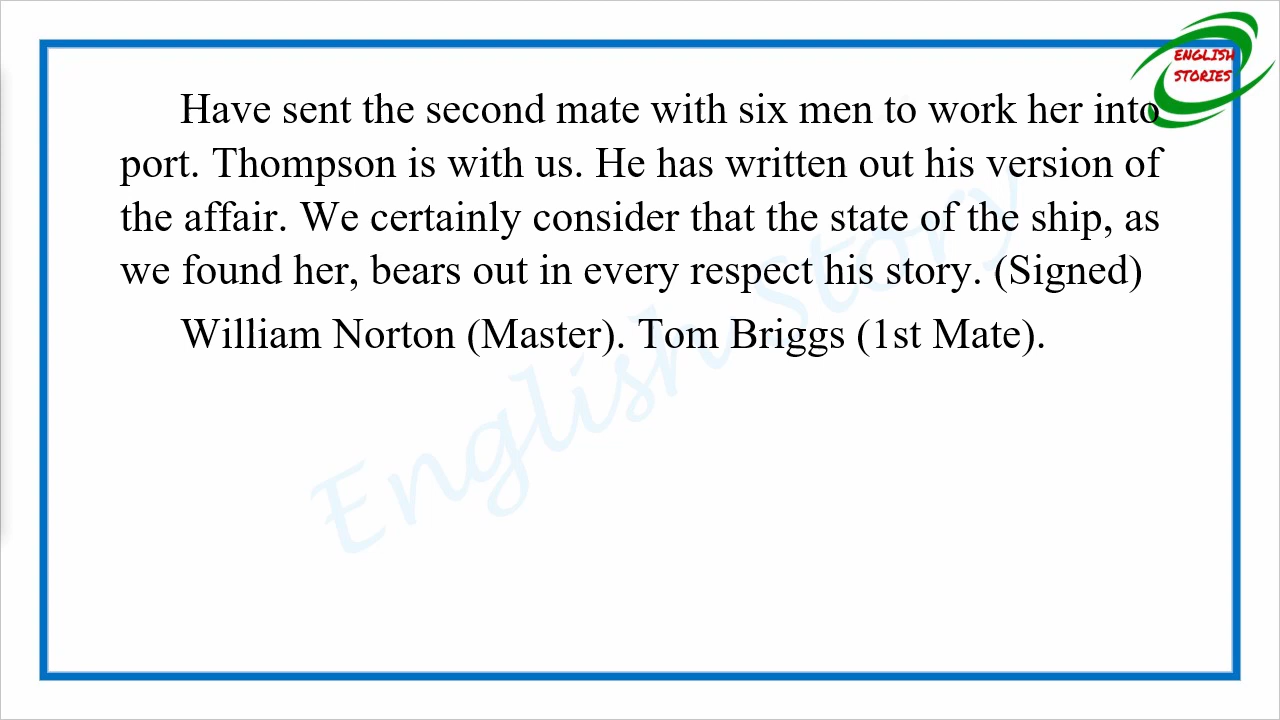 ENGLISH
STORIES
Have sent the second mate with six men to work her into
port. Thompson is with us. He has written out his version of
the affair. We certainly consider that the state of the ship, as
we found her, bears out in every respect his story. (Signed)
William Norton (Master). Tom Briggs (1st Mate).
English Story